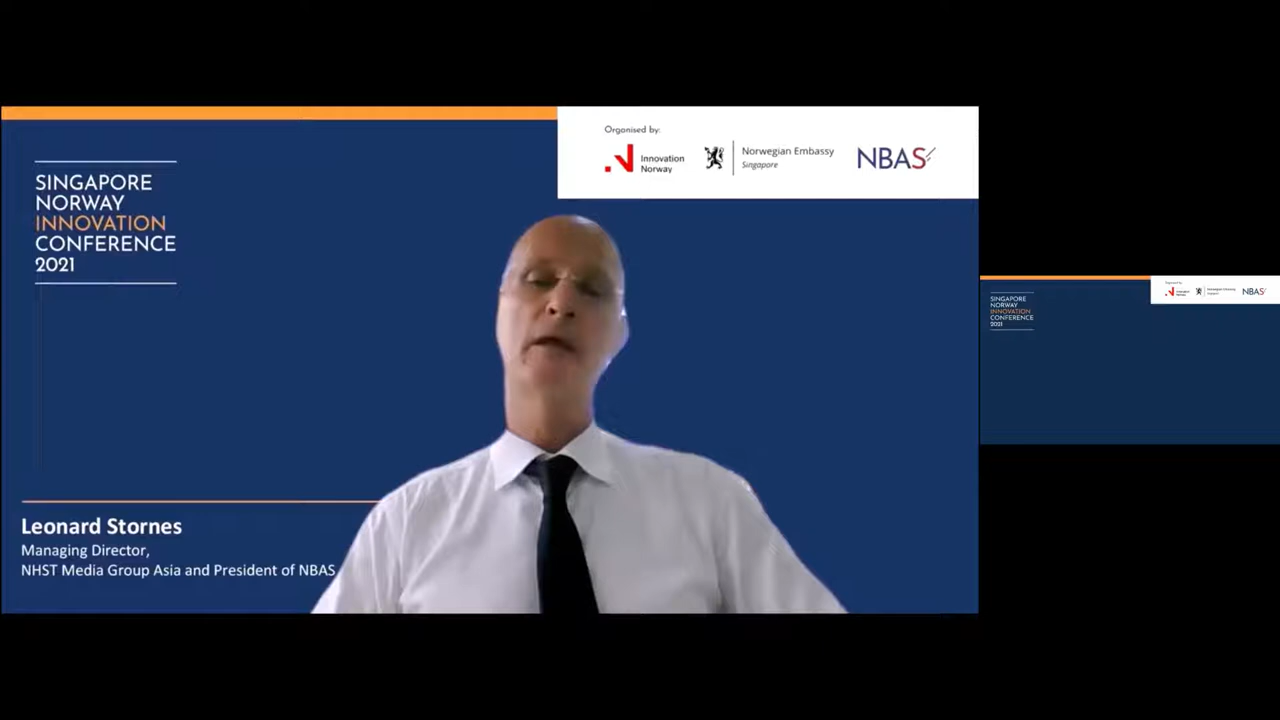 Organised by:
Innovation
Norway
Norwegian Embassy
Singapore
NBAS
SINGAPORE
NORWAY
INNOVATION
CONFERENCE
2021
Leonard Stornes
Managing Director,
NHST Media Group Asia and President of NBAS
SINGAPORE
NORWAY
INNOVATION
CONFERENCE
2021
NBAS